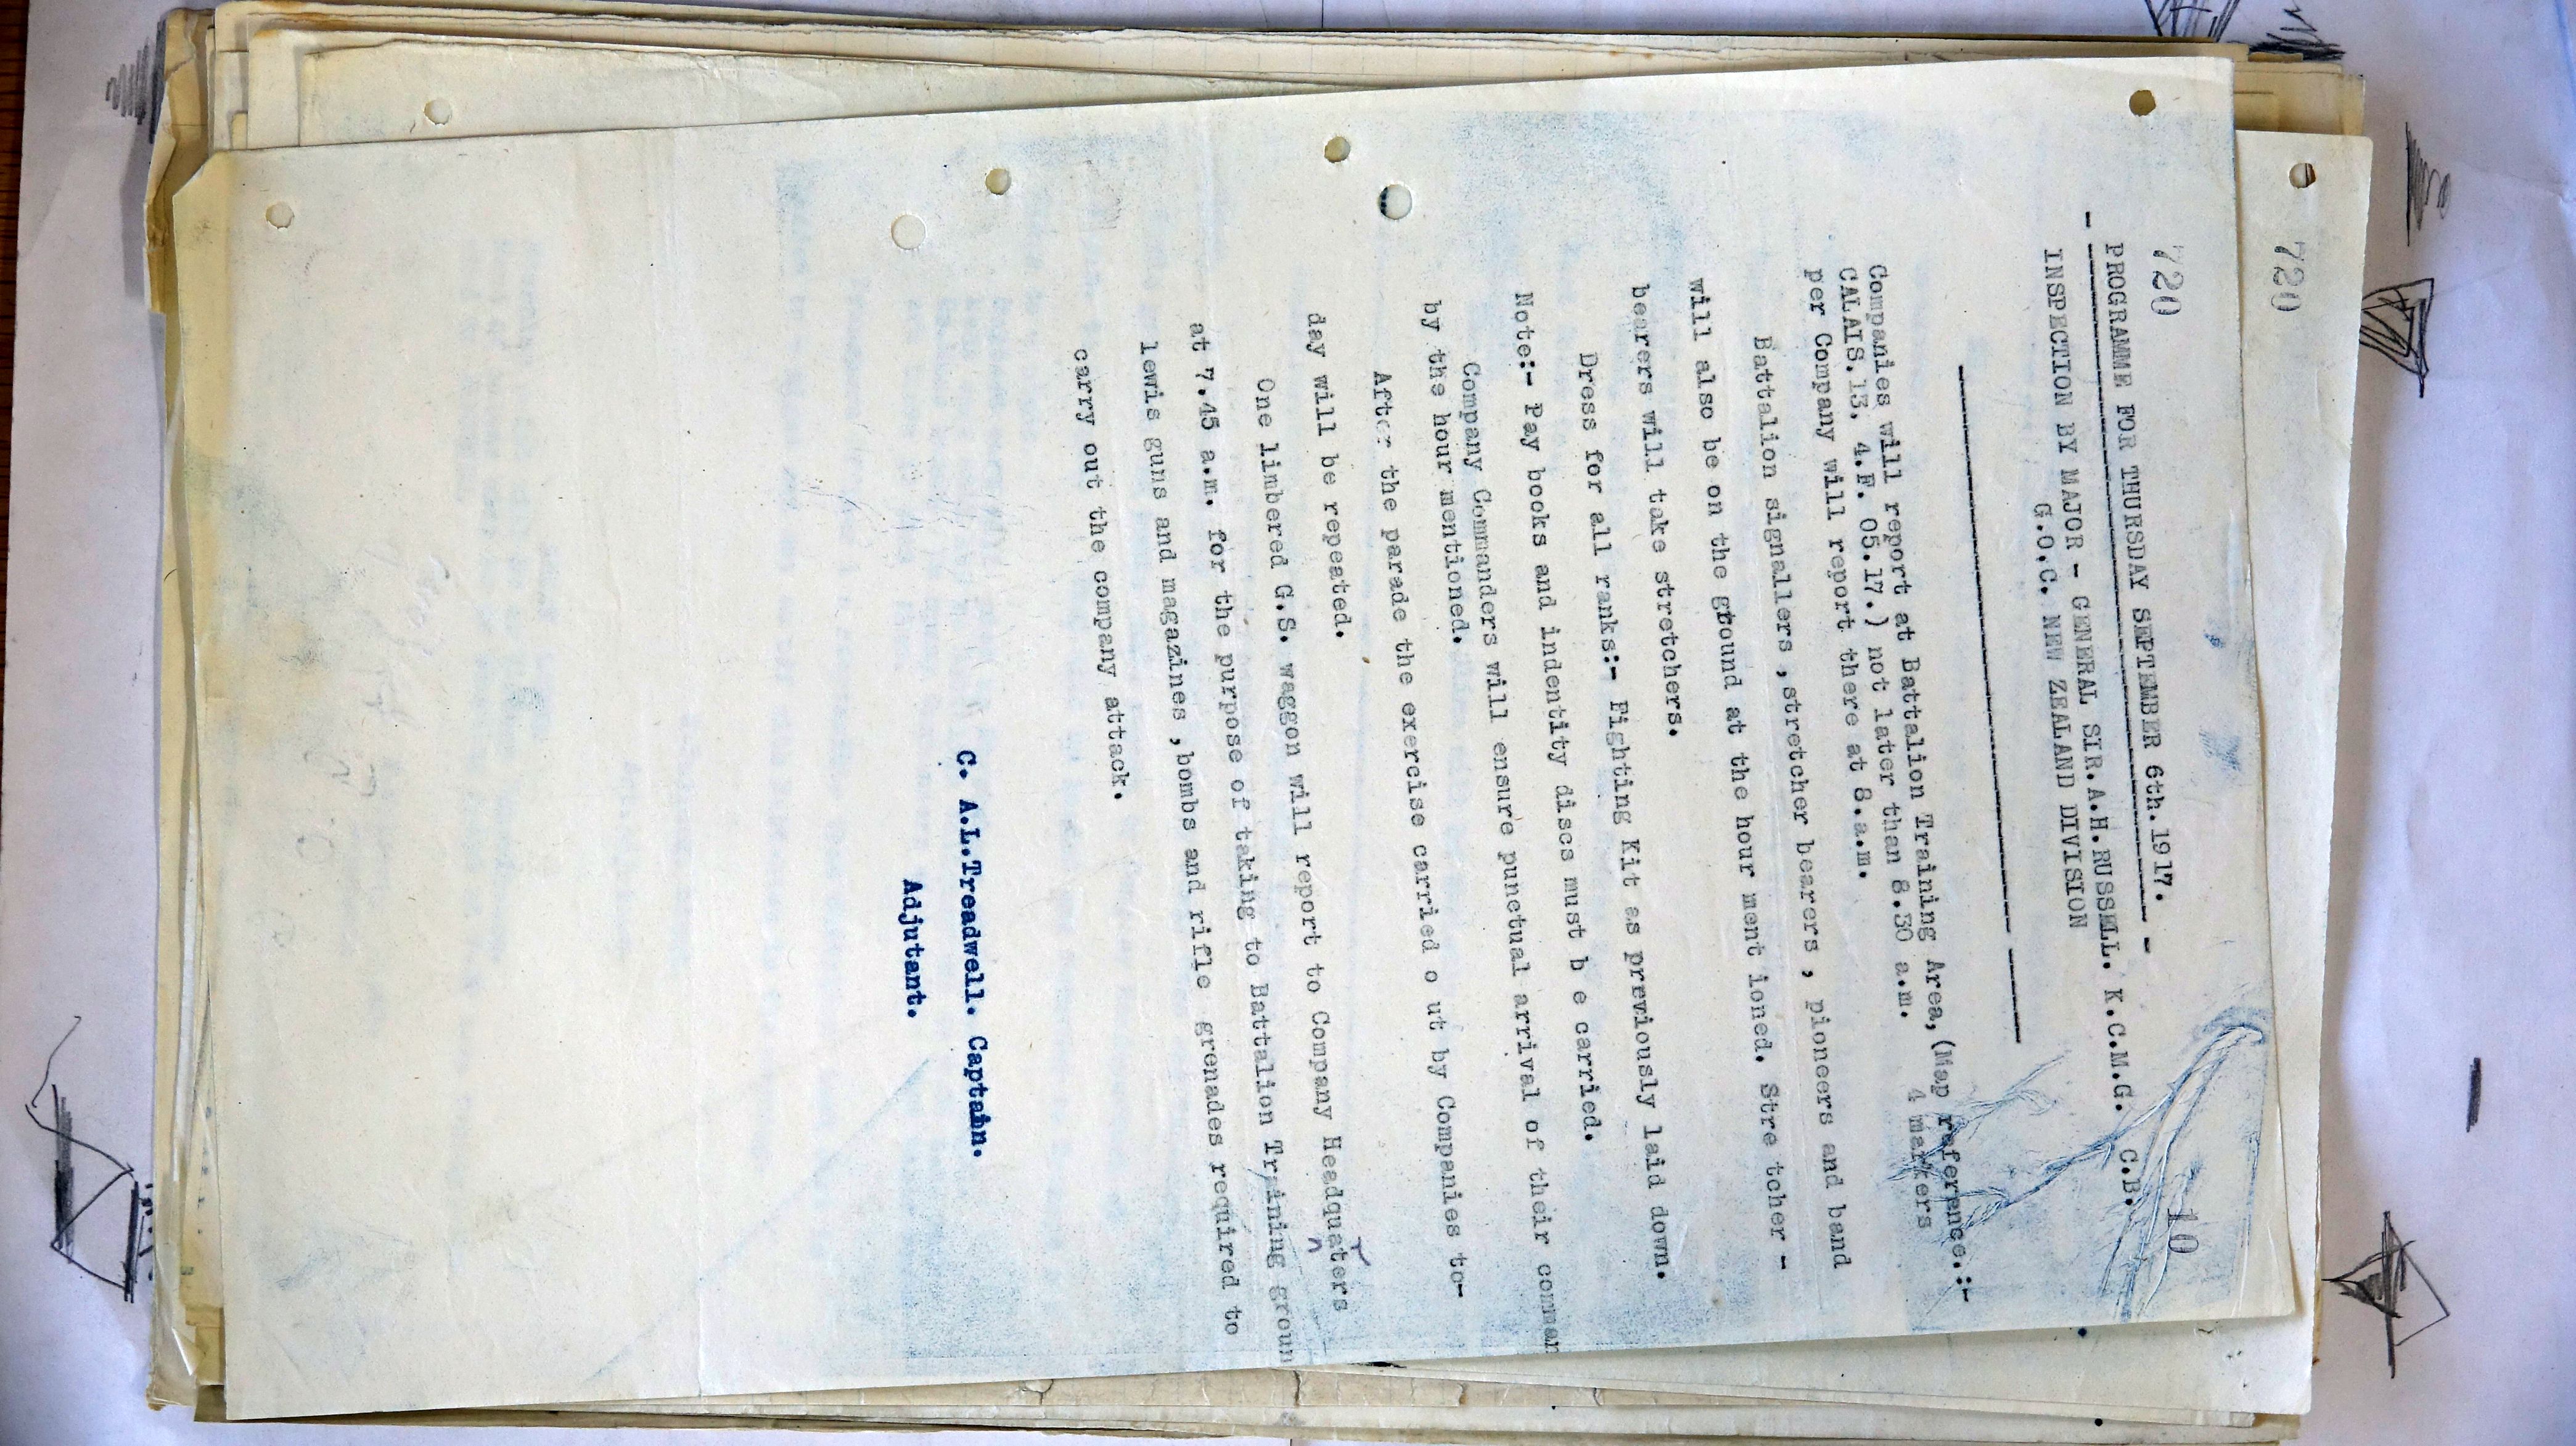 720
720
10
- PROGRAMME FOR THURSDAY SEPTEMBER 6th.1917. -
INSPECTION BY MAJOR - GENERAL SIR.A.H.RUSSELL. K.C.M.G. C.B.
G.O.C. NEW ZEALAND DIVISION
Companies will report at Battalion Training Area,(Map reference.:-
CALAIS.13. 4.F. 05.17.) not later than 8.30 a.m. 4 markers
per Company will report there at 8.a.m.
Battalion signallers ,stretcher bearers , pioneers and band
will also be on the ground at the hour ment ioned. Stre tcher -
bearers will take stretchers.
Dress for all ranks:- Fighting Kit as previously laid down.
Note:- Pay books and indentity discs must b e carried.
Company Commanders will ensure punctual arrival of their comman
by the hour mentioned.
After the parade the exercise carried o ut by Companies to-
day will be repeated.
One limbered G.S. waggon will report to Company Headquaters
at 7.45 a.m. for the purpose of taking to Battalion Training groun
lewis guns and magazines ,bombs and rifle grenades required to
carry out the company attack.
C. A.L.Treadwell. Captain.
Adjutant.